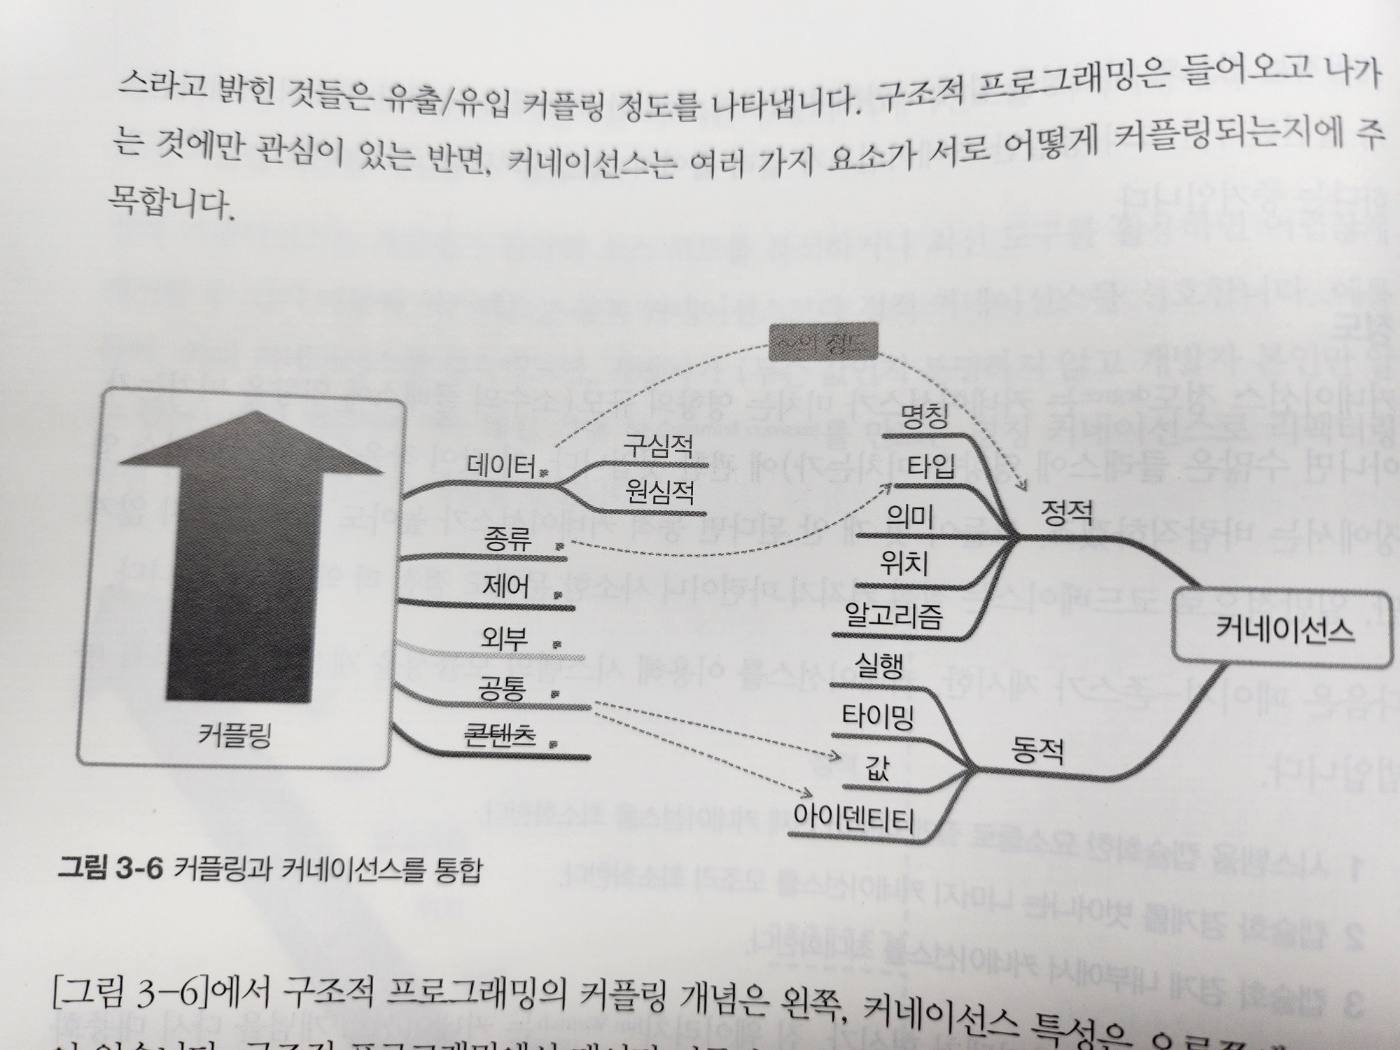 스라고 밝힌 것들은 유출/유입 커플링 정도를 나타냅니다. 구조적 프로그래밍은 들어오고 나가
는 것에만 관심이 있는 반면, 커네이선스는 여러 가지 요소가 서로 어떻게 커플링되는지에 주
목합니다.
~의 정도
커플링
데이터
구심적
원심적
종류
제어
외부
공통
콘텐츠
명칭
타입
의미
위치
알고리즘
정적
실행
타이밍
값
아이덴티티
동적
커네이선스
그림 3-6 커플링과 커네이선스를 통합
[그림 3-6]에서 구조적 프로그래밍의 커플링 개념은 왼쪽, 커네이선스 특성은 오른쪽에